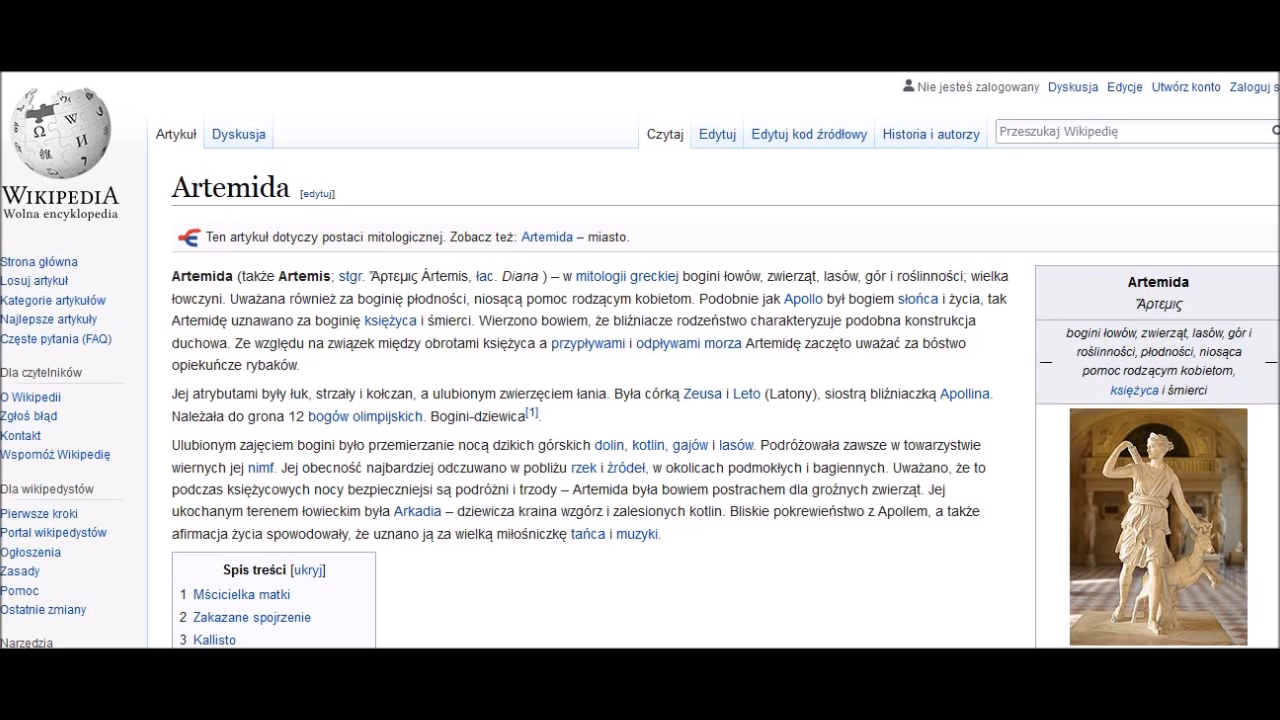 Nie jesteś zalogowany Dyskusja Edycje Utwórz konto Zaloguj s
Artykuł Dyskusja Czytaj Edytuj Edytuj kod źródłowy Historia i autorzy Przeszukaj Wikipedię
WIKIPEDIA
Wolna encyklopedia
Strona główna
Losuj artykuł
Kategorie artykułów
Najlepsze artykuły
Częste pytania (FAQ)
Dla czytelników
O Wikipedii
Zgłoś błąd
Kontakt
Wspomóż Wikipedię
Dla wikipedystów
Pierwsze kroki
Portal wikipedystów
Ogłoszenia
Zasady
Pomoc
Ostatnie zmiany
Narzędzia
Artemida [edytuj]
Ten artykuł dotyczy postaci mitologicznej. Zobacz też: Artemida – miasto.
Artemida (także Artemis; stgr. Ἄρτεμις Ártemis, łac. Diana ) – w mitologii greckiej bogini łowów, zwierząt, lasów, gór i roślinności; wielka
łowczyni. Uważana również za boginię płodności, niosącą pomoc rodzącym kobietom. Podobnie jak Apollo był bogiem słońca i życia, tak
Artemidę uznawano za boginię księżyca i śmierci. Wierzono bowiem, że bliźniacze rodzeństwo charakteryzuje podobna konstrukcja
duchowa. Ze względu na związek między obrotami księżyca a przypływami i odpływami morza Artemidę zaczęto uważać za bóstwo
opiekuńcze rybaków.
Jej atrybutami były łuk, strzały i kołczan, a ulubionym zwierzęciem łania. Była córką Zeusa i Leto (Latony), siostrą bliźniaczką Apollina.
Należała do grona 12 bogów olimpijskich. Bogini-dziewica[1].
Ulubionym zajęciem bogini było przemierzanie nocą dzikich górskich dolin, kotlin, gajów i lasów. Podróżowała zawsze w towarzystwie
wiernych jej nimf. Jej obecność najbardziej odczuwano w pobliżu rzek i źródeł, w okolicach podmokłych i bagiennych. Uważano, że to
podczas księżycowych nocy bezpieczniejsi są podróżni i trzody – Artemida była bowiem postrachem dla groźnych zwierząt. Jej
ukochanym terenem łowieckim była Arkadia – dziewicza kraina wzgórz i zalesionych kotlin. Bliskie pokrewieństwo z Apollem, a także
afirmacja życia spowodowały, że uznano ją za wielką miłośniczkę tańca i muzyki.
Spis treści [ukryj]
1 Mścicielka matki
2 Zakazane spojrzenie
3 Kallisto
Artemida
Ἄρτεμις
bogini łowów, zwierząt, lasów, gór i
roślinności, płodności, niosąca
pomoc rodzącym kobietom,
księżyca i śmierci